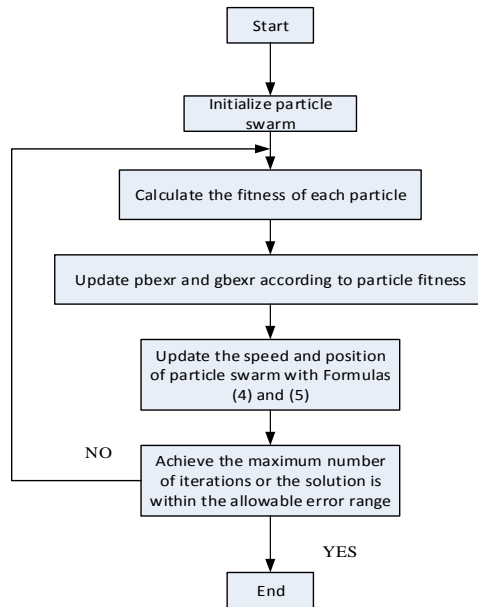 Start
Initialize particle
swarm
Calculate the fitness of each particle
Update pbexr and gbexr according to particle fitness
Update the speed and position
of particle swarm with Formulas
(4) and (5)
NO
Achieve the maximum number
of iterations or the solution is
within the allowable error range
YES
End